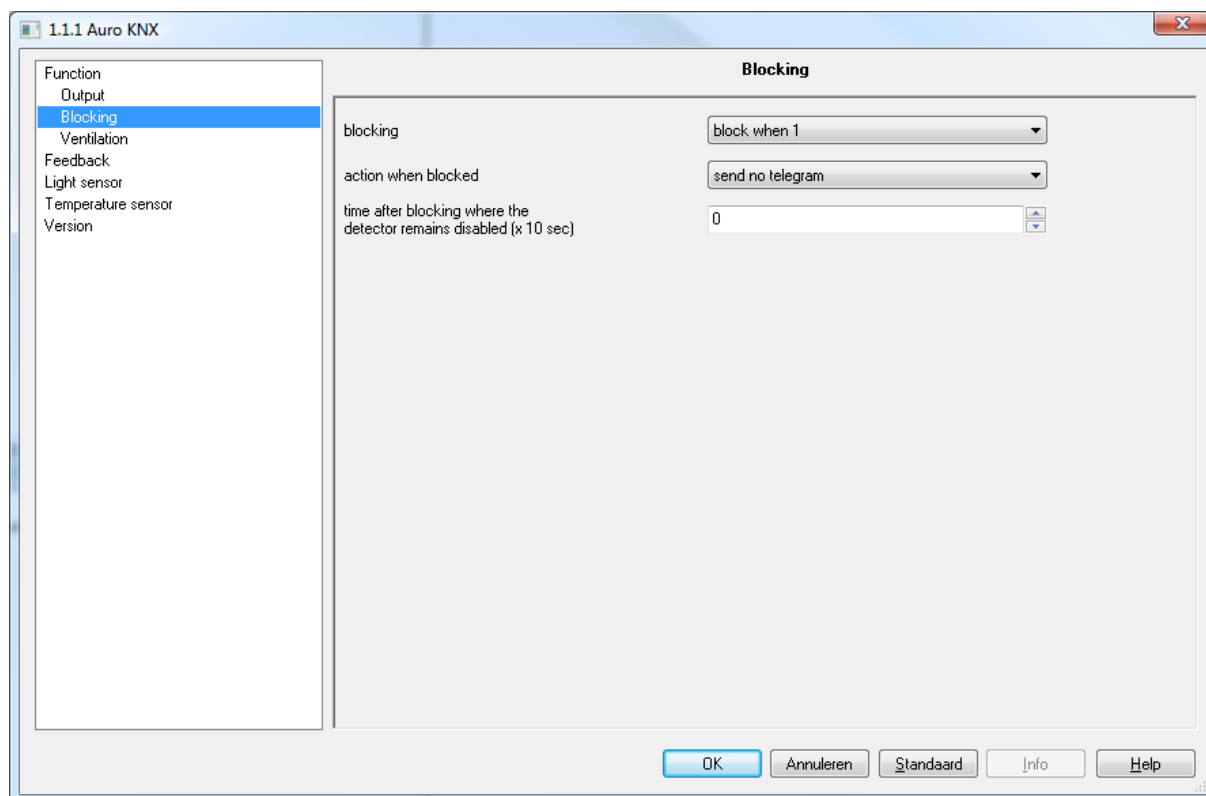 1.1.1 Auro KNX
Function
Output
Blocking
Ventilation
Feedback
Light sensor
Temperature sensor
Version
Blocking
blocking
block when 1
action when blocked
send no telegram
time after blocking where the
detector remains disabled (x 10 sec)
0
OK
Annuleren
Standaard
Info
Help